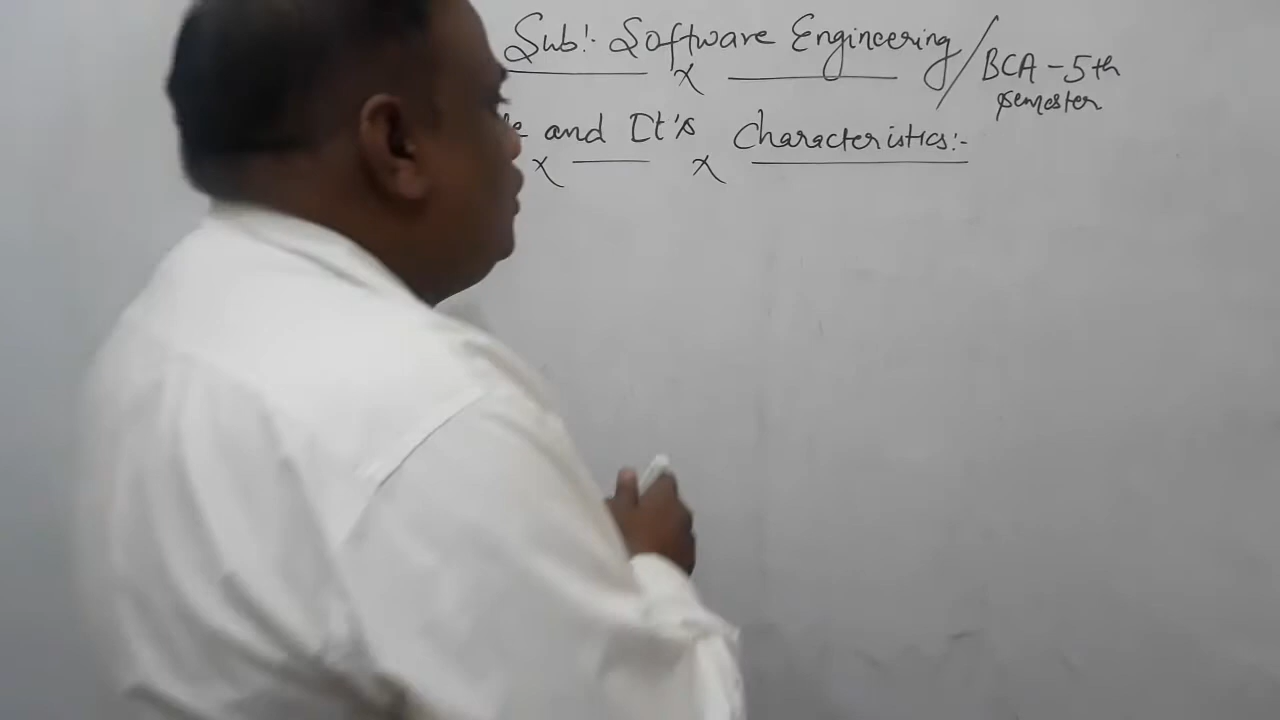 Sub:- Software Engineering / BCA - 5th
semester
and It's Characteristics:-